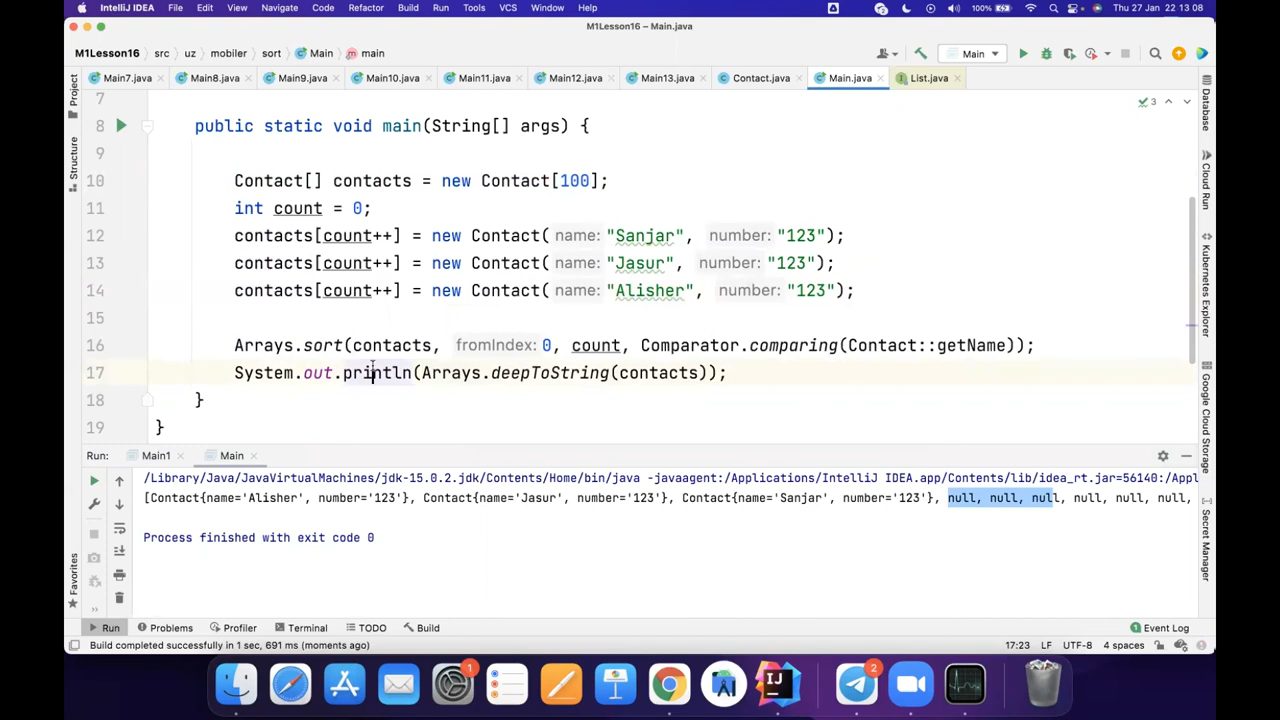 IntelliJ IDEA File Edit View Navigate Code Refactor Build Run Tools VCS Window Help 100% Thu 27 Jan 22 13 08
M1Lesson16 – Main.java
M1Lesson16 src uz mobiler sort Main main Main
Project Main7.java Main8.java Main9.java Main10.java Main11.java Main12.java Main13.java Contact.java Main.java List.java Database
7 3
8 public static void main(String[] args) {
9
10 Contact[] contacts = new Contact[100];
11 int count = 0;
12 contacts[count++] = new Contact( name: "Sanjar", number: "123");
13 contacts[count++] = new Contact( name: "Jasur", number: "123");
14 contacts[count++] = new Contact( name: "Alisher", number: "123");
15
16 Arrays.sort(contacts, fromIndex: 0, count, Comparator.comparing(Contact::getName));
17 System.out.println(Arrays.deepToString(contacts));
18 }
19 }
Structure
Favorites
Cloud Run
Kubernetes Explorer
Google Cloud Storage
Secret Manager
Run: Main1 Main
/Library/Java/JavaVirtualMachines/jdk-15.0.2.jdk/Contents/Home/bin/java -javaagent:/Applications/IntelliJ IDEA.app/Contents/lib/idea_rt.jar=56140:/Appl
[Contact{name='Alisher', number='123'}, Contact{name='Jasur', number='123'}, Contact{name='Sanjar', number='123'}, null, null, null, null, null, null,
Process finished with exit code 0
Run Problems Profiler Terminal TODO Build 1 Event Log
Build completed successfully in 1 sec, 691 ms (moments ago) 17:23 LF UTF-8 4 spaces
1 2